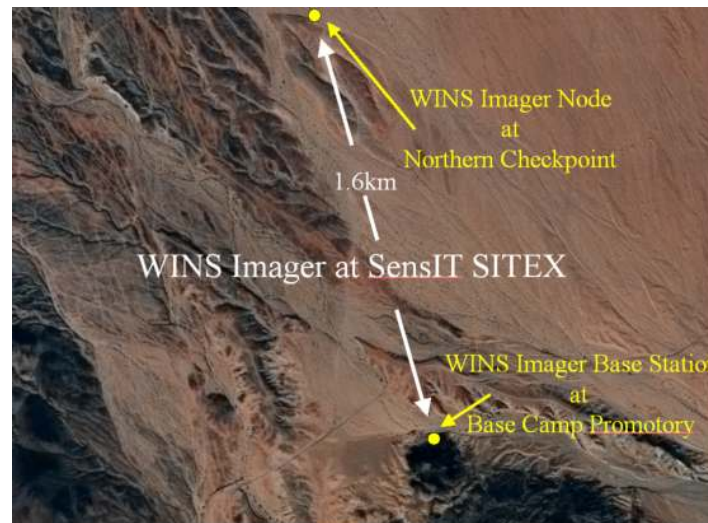 WINS Imager Node
at
Northern Checkpoint
1.6km
WINS Imager at SensIT SITEX
WINS Imager Base Station
at
Base Camp Promotory